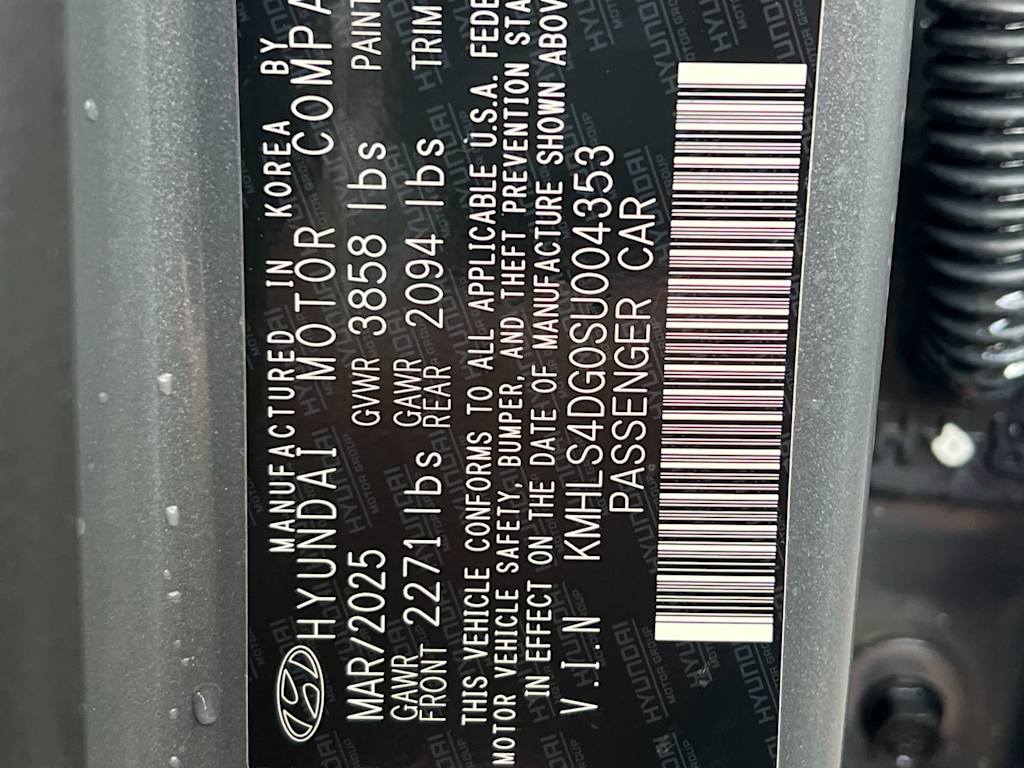 MANUFACTURED IN KOREA BY
HYUNDAI MOTOR COMPA
MAR/2025 GVWR 3858 lbs PAINT
GAWR FRONT 2271 lbs GAWR REAR 2094 lbs TRIM
THIS VEHICLE CONFORMS TO ALL APPLICABLE U.S.A. FEDE
MOTOR VEHICLE SAFETY, BUMPER, AND THEFT PREVENTION STA
IN EFFECT ON THE DATE OF MANUFACTURE SHOWN ABOV
V.I.N KMHLS4DG0SU004353
PASSENGER CAR